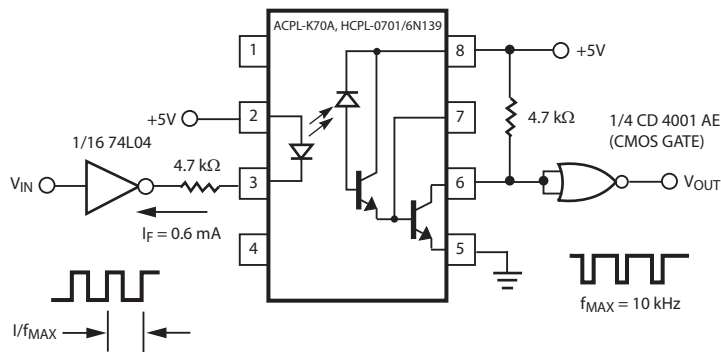 ACPL-K70A, HCPL-0701/6N139
1
8
+5V
+5V
2
7
4.7 kΩ
1/4 CD 4001 AE
(CMOS GATE)
1/16 74L04
4.7 kΩ
VIN
3
6
VOUT
IF = 0.6 mA
4
5
I/fMAX
fMAX = 10 kHz